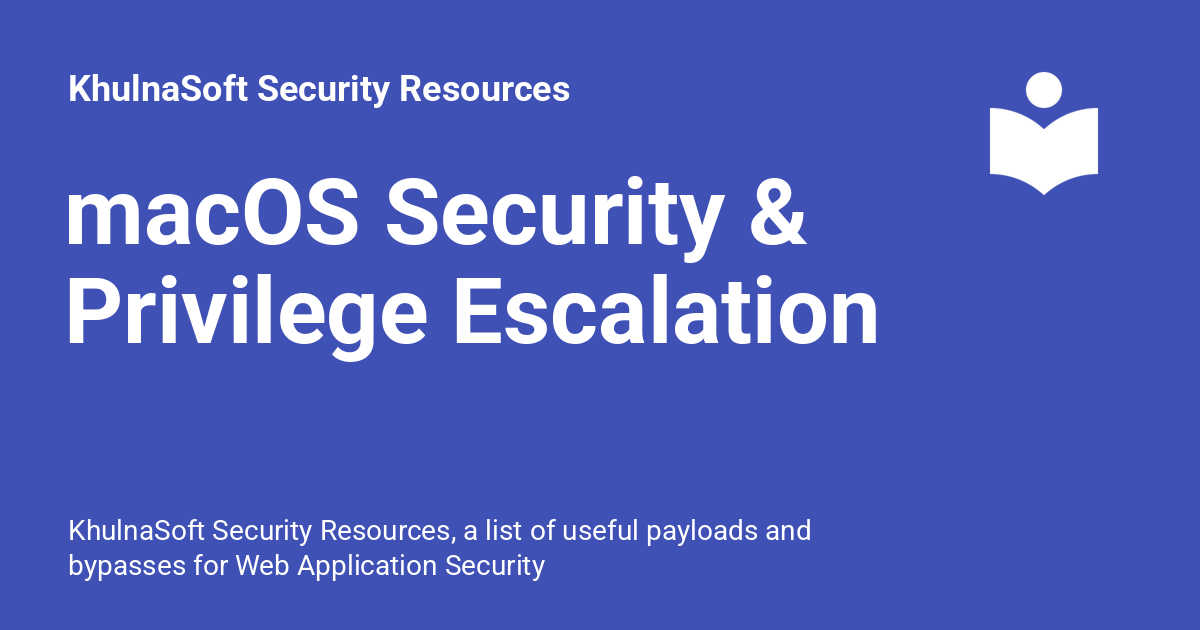 KhulnaSoft Security Resources
macOS Security &
Privilege Escalation
KhulnaSoft Security Resources, a list of useful payloads and
bypasses for Web Application Security